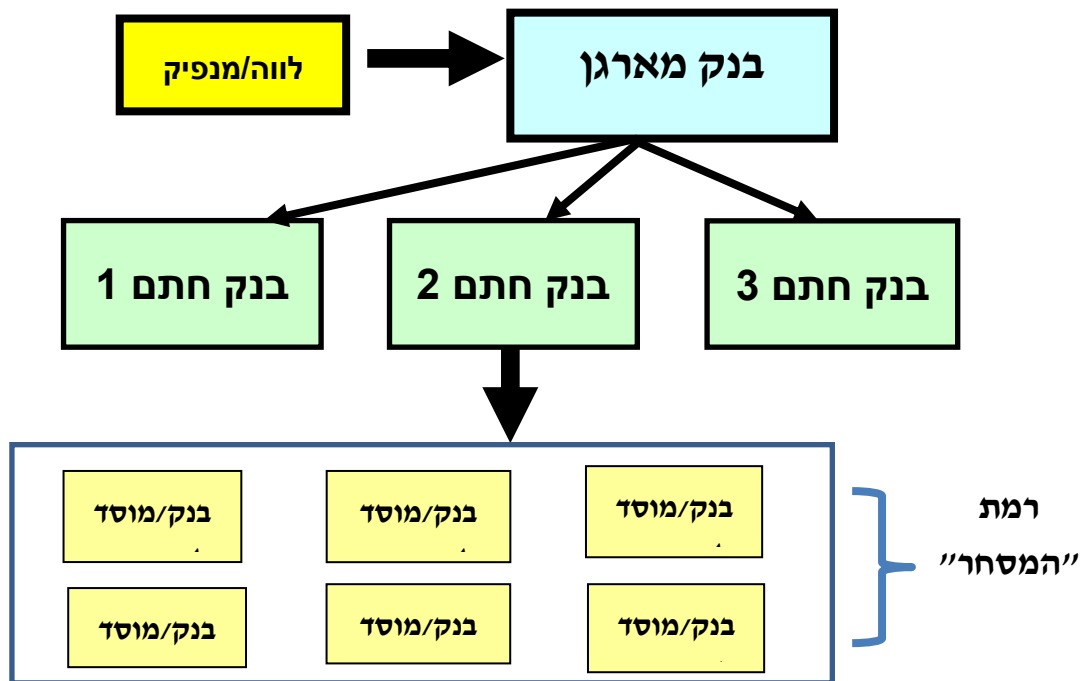 לווה/מנפיק
בנק מארגן
בנק חתם 1
בנק חתם 2
בנק חתם 3
בנק/מוסד
בנק/מוסד
בנק/מוסד
רמת
"המסחר"
בנק/מוסד
בנק/מוסד
בנק/מוסד